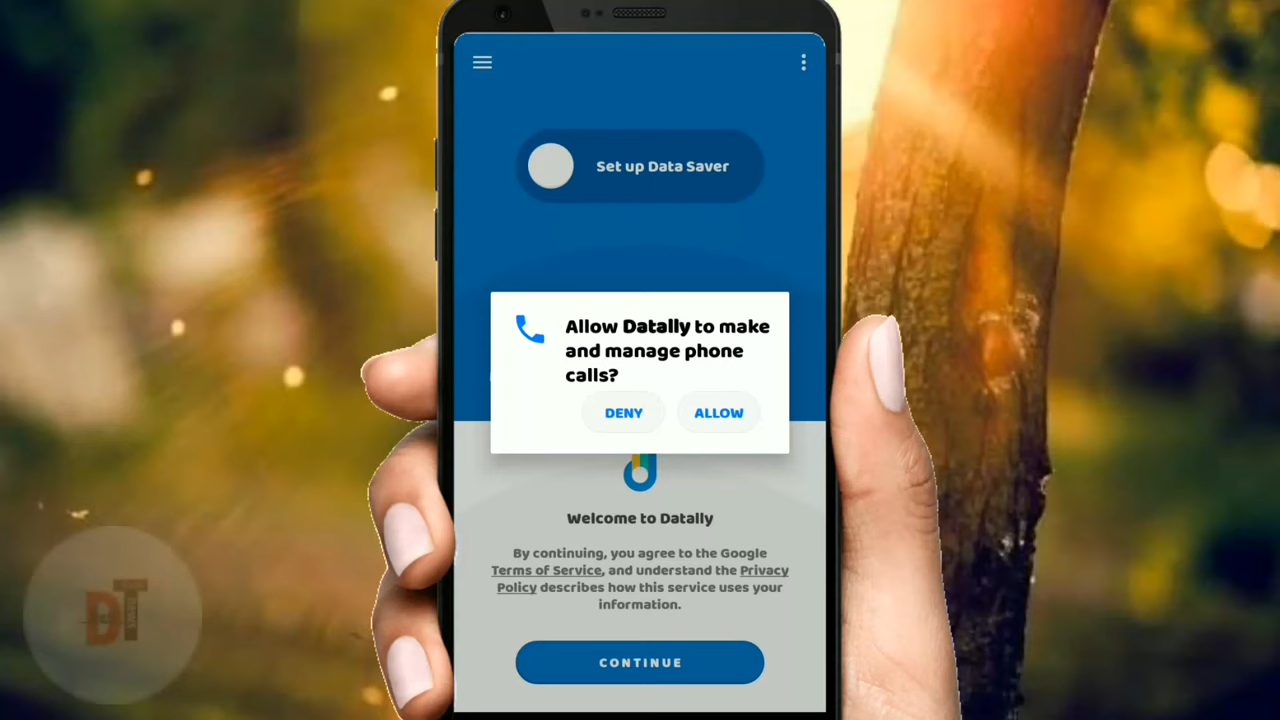 Set up Data Saver
Allow Datally to make
and manage phone
calls?
DENY ALLOW
Welcome to Datally
By continuing, you agree to the Google
Terms of Service, and understand the Privacy
Policy describes how this service uses your
information.
CONTINUE
DT